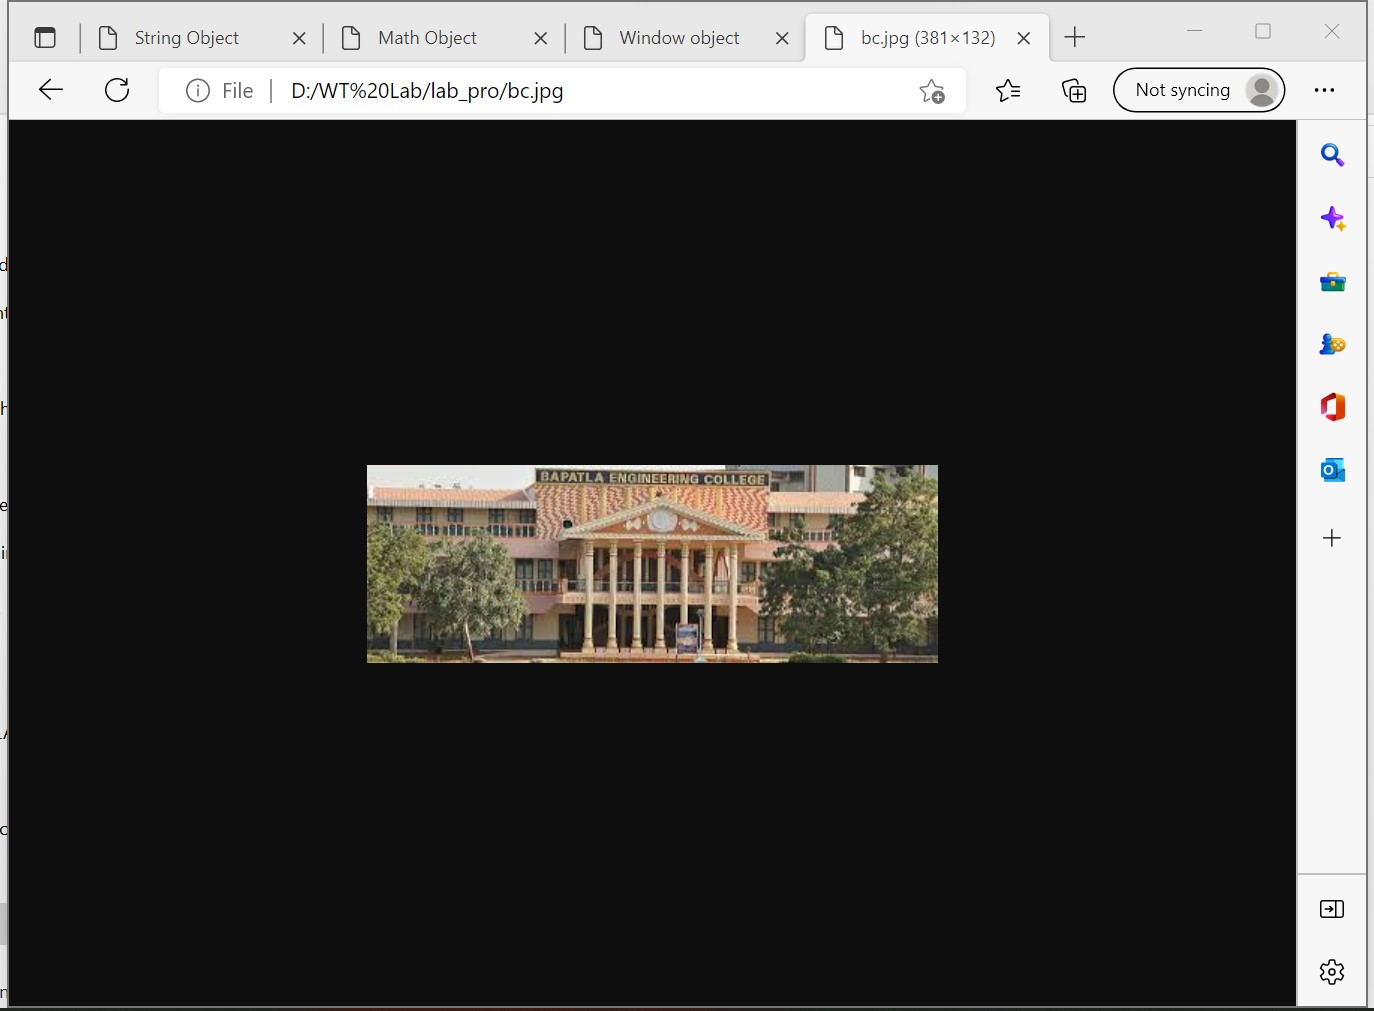 String Object
Math Object
Window object
bc.jpg (381×132)
File
D:/WT%20Lab/lab_pro/bc.jpg
Not syncing
BAPATLA ENGINEERING COLLEGE